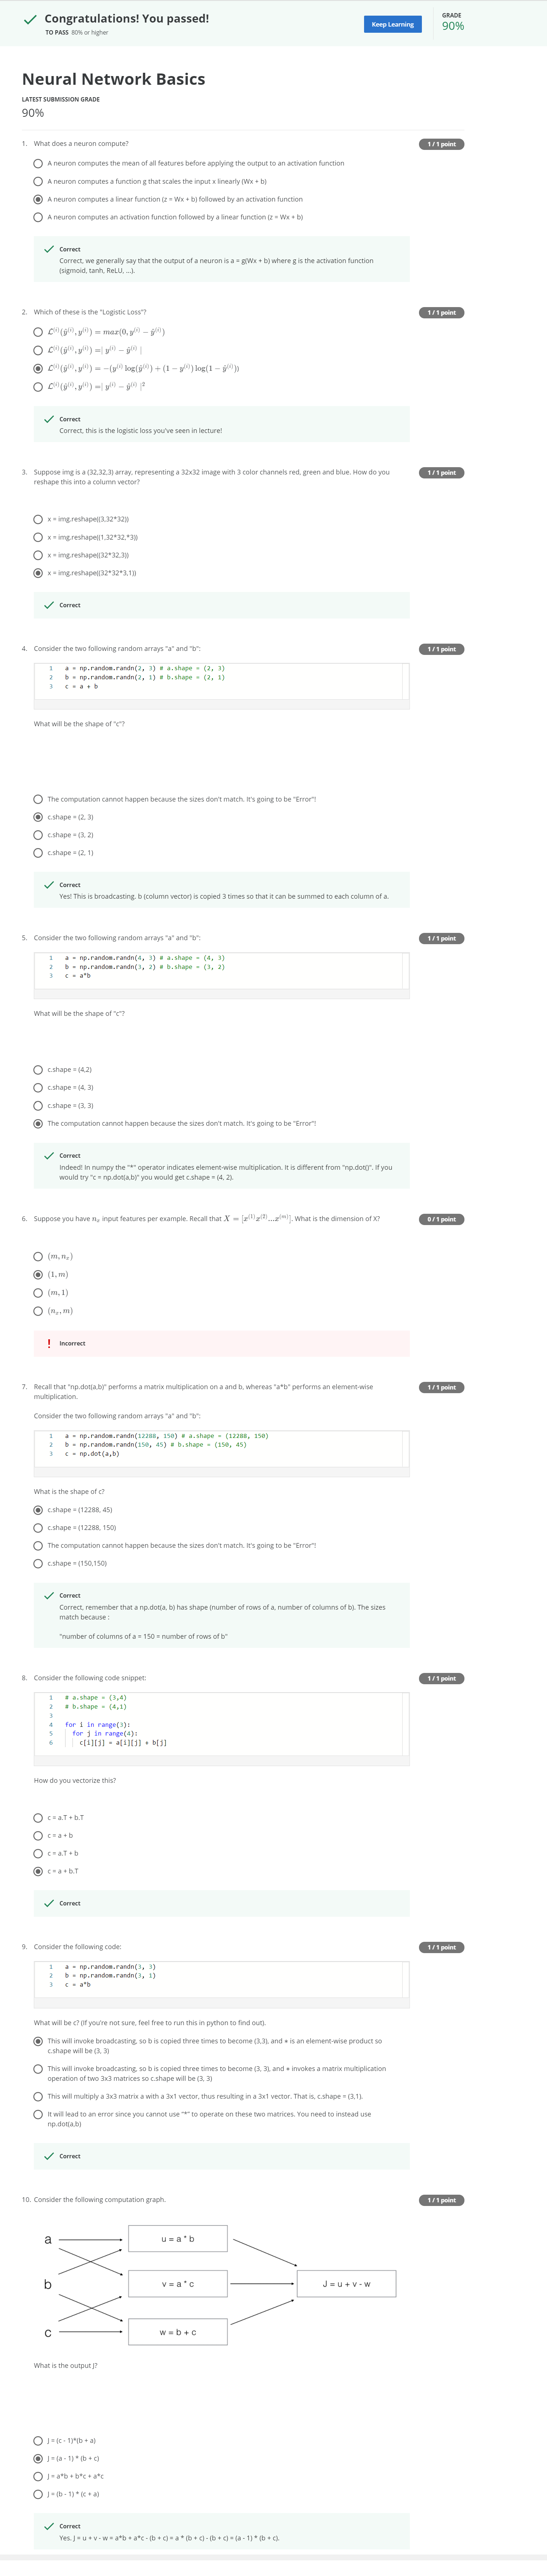 Congratulations! You passed!
TO PASS 80% or higher
Keep Learning
GRADE
90%
Neural Network Basics
LATEST SUBMISSION GRADE
90%
1. What does a neuron compute?
1 / 1 point
A neuron computes the mean of all features before applying the output to an activation function
A neuron computes a function g that scales the input x linearly (Wx + b)
A neuron computes a linear function (z = Wx + b) followed by an activation function
A neuron computes an activation function followed by a linear function (z = Wx + b)
Correct
Correct, we generally say that the output of a neuron is a = g(Wx + b) where g is the activation function
(sigmoid, tanh, ReLU, ...).
2. Which of these is the "Logistic Loss"?
1 / 1 point
ℒ^(i)(ŷ^(i), y^(i)) = max(0, y^(i) − ŷ^(i))
ℒ^(i)(ŷ^(i), y^(i)) =| y^(i) − ŷ^(i) |
ℒ^(i)(ŷ^(i), y^(i)) = −(y^(i) log(ŷ^(i)) + (1 − y^(i)) log(1 − ŷ^(i)))
ℒ^(i)(ŷ^(i), y^(i)) =| y^(i) − ŷ^(i) |^2
Correct
Correct, this is the logistic loss you've seen in lecture!
3. Suppose img is a (32,32,3) array, representing a 32x32 image with 3 color channels red, green and blue. How do you
reshape this into a column vector?
1 / 1 point
x = img.reshape((3,32*32))
x = img.reshape((1,32*32,*3))
x = img.reshape((32*32,3))
x = img.reshape((32*32*3,1))
Correct
4. Consider the two following random arrays "a" and "b":
1 / 1 point
1 a = np.random.randn(2, 3) # a.shape = (2, 3)
2 b = np.random.randn(2, 1) # b.shape = (2, 1)
3 c = a + b
What will be the shape of "c"?
The computation cannot happen because the sizes don't match. It's going to be "Error"!
c.shape = (2, 3)
c.shape = (3, 2)
c.shape = (2, 1)
Correct
Yes! This is broadcasting. b (column vector) is copied 3 times so that it can be summed to each column of a.
5. Consider the two following random arrays "a" and "b":
1 / 1 point
1 a = np.random.randn(4, 3) # a.shape = (4, 3)
2 b = np.random.randn(3, 2) # b.shape = (3, 2)
3 c = a*b
What will be the shape of "c"?
c.shape = (4,2)
c.shape = (4, 3)
c.shape = (3, 3)
The computation cannot happen because the sizes don't match. It's going to be "Error"!
Correct
Indeed! In numpy the "*" operator indicates element-wise multiplication. It is different from "np.dot()". If you
would try "c = np.dot(a,b)" you would get c.shape = (4, 2).
6. Suppose you have n_x input features per example. Recall that X = [x^(1)x^(2)...x^(m)]. What is the dimension of X?
0 / 1 point
(m, n_x)
(1, m)
(m, 1)
(n_x, m)
Incorrect
7. Recall that "np.dot(a,b)" performs a matrix multiplication on a and b, whereas "a*b" performs an element-wise
multiplication.
1 / 1 point
Consider the two following random arrays "a" and "b":
1 a = np.random.randn(12288, 150) # a.shape = (12288, 150)
2 b = np.random.randn(150, 45) # b.shape = (150, 45)
3 c = np.dot(a,b)
What is the shape of c?
c.shape = (12288, 45)
c.shape = (12288, 150)
The computation cannot happen because the sizes don't match. It's going to be "Error"!
c.shape = (150,150)
Correct
Correct, remember that a np.dot(a, b) has shape (number of rows of a, number of columns of b). The sizes
match because :
"number of columns of a = 150 = number of rows of b"
8. Consider the following code snippet:
1 / 1 point
1 # a.shape = (3,4)
2 # b.shape = (4,1)
3
4 for i in range(3):
5 for j in range(4):
6 c[i][j] = a[i][j] + b[j]
How do you vectorize this?
c = a.T + b.T
c = a + b
c = a.T + b
c = a + b.T
Correct
9. Consider the following code:
1 / 1 point
1 a = np.random.randn(3, 3)
2 b = np.random.randn(3, 1)
3 c = a*b
What will be c? (If you're not sure, feel free to run this in python to find out).
This will invoke broadcasting, so b is copied three times to become (3,3), and ∗ is an element-wise product so
c.shape will be (3, 3)
This will invoke broadcasting, so b is copied three times to become (3, 3), and ∗ invokes a matrix multiplication
operation of two 3x3 matrices so c.shape will be (3, 3)
This will multiply a 3x3 matrix a with a 3x1 vector, thus resulting in a 3x1 vector. That is, c.shape = (3,1).
It will lead to an error since you cannot use "*" to operate on these two matrices. You need to instead use
np.dot(a,b)
Correct
10. Consider the following computation graph.
1 / 1 point
a
u = a * b
b
v = a * c
J = u + v - w
c
w = b + c
What is the output J?
J = (c - 1)*(b + a)
J = (a - 1) * (b + c)
J = a*b + b*c + a*c
J = (b - 1) * (c + a)
Correct
Yes. J = u + v - w = a*b + a*c - (b + c) = a * (b + c) - (b + c) = (a - 1) * (b + c).